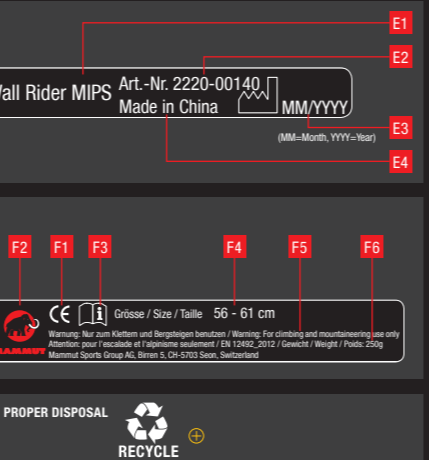 E1
E2
Rider MIPS Art.-Nr. 2220-00140
Made in China MM/YYYY
E3
(MM=Month, YYYY=Year)
E4
F2 F1 F3 F4 F5 F6
CE Grösse / Size / Taille 56 - 61 cm
Warnung: Nur zum Klettern und Bergsteigen benutzen / Warning: For climbing and mountaineering use only
Attention: pour l'escalade et l'alpinisme seulement / EN 12492_2012 / Gewicht / Weight / Poids: 250g
MAMMUT Mammut Sports Group AG, Birren 5, CH-5703 Seon, Switzerland
PROPER DISPOSAL
RECYCLE